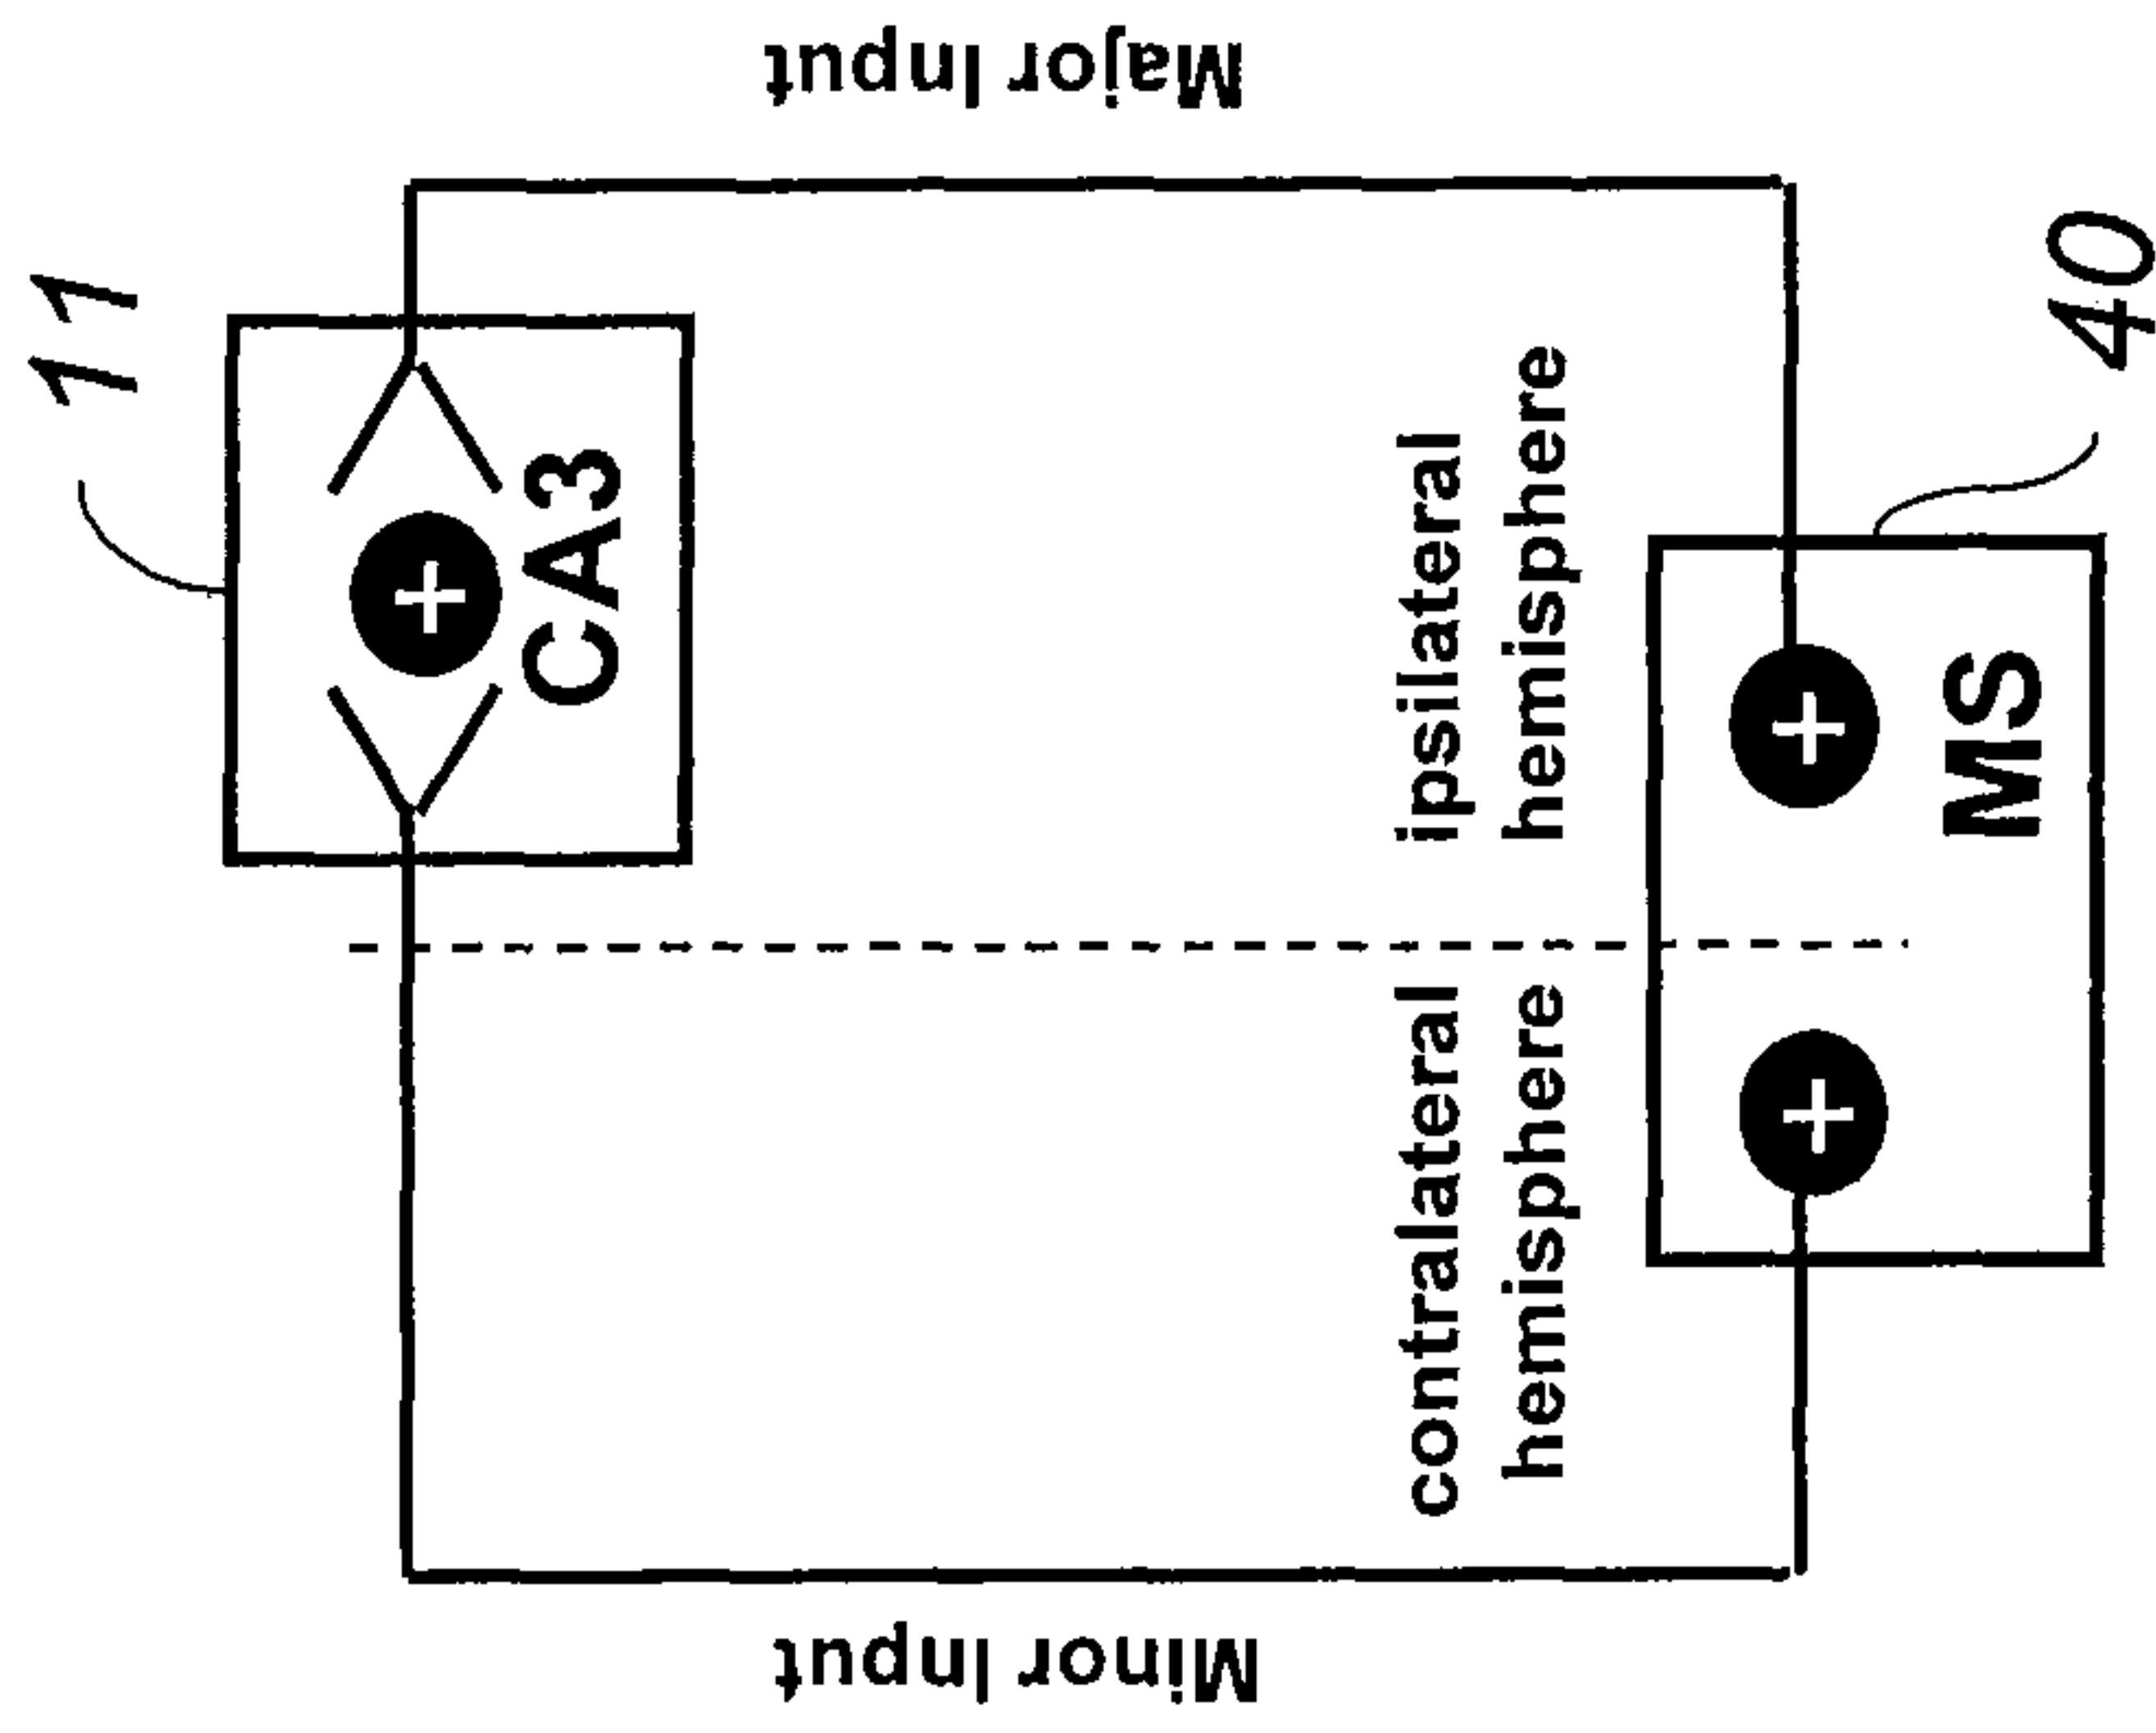 11
CA3
Minor Input
Major Input
contralateral
hemisphere
ipsilateral
hemisphere
MS
40